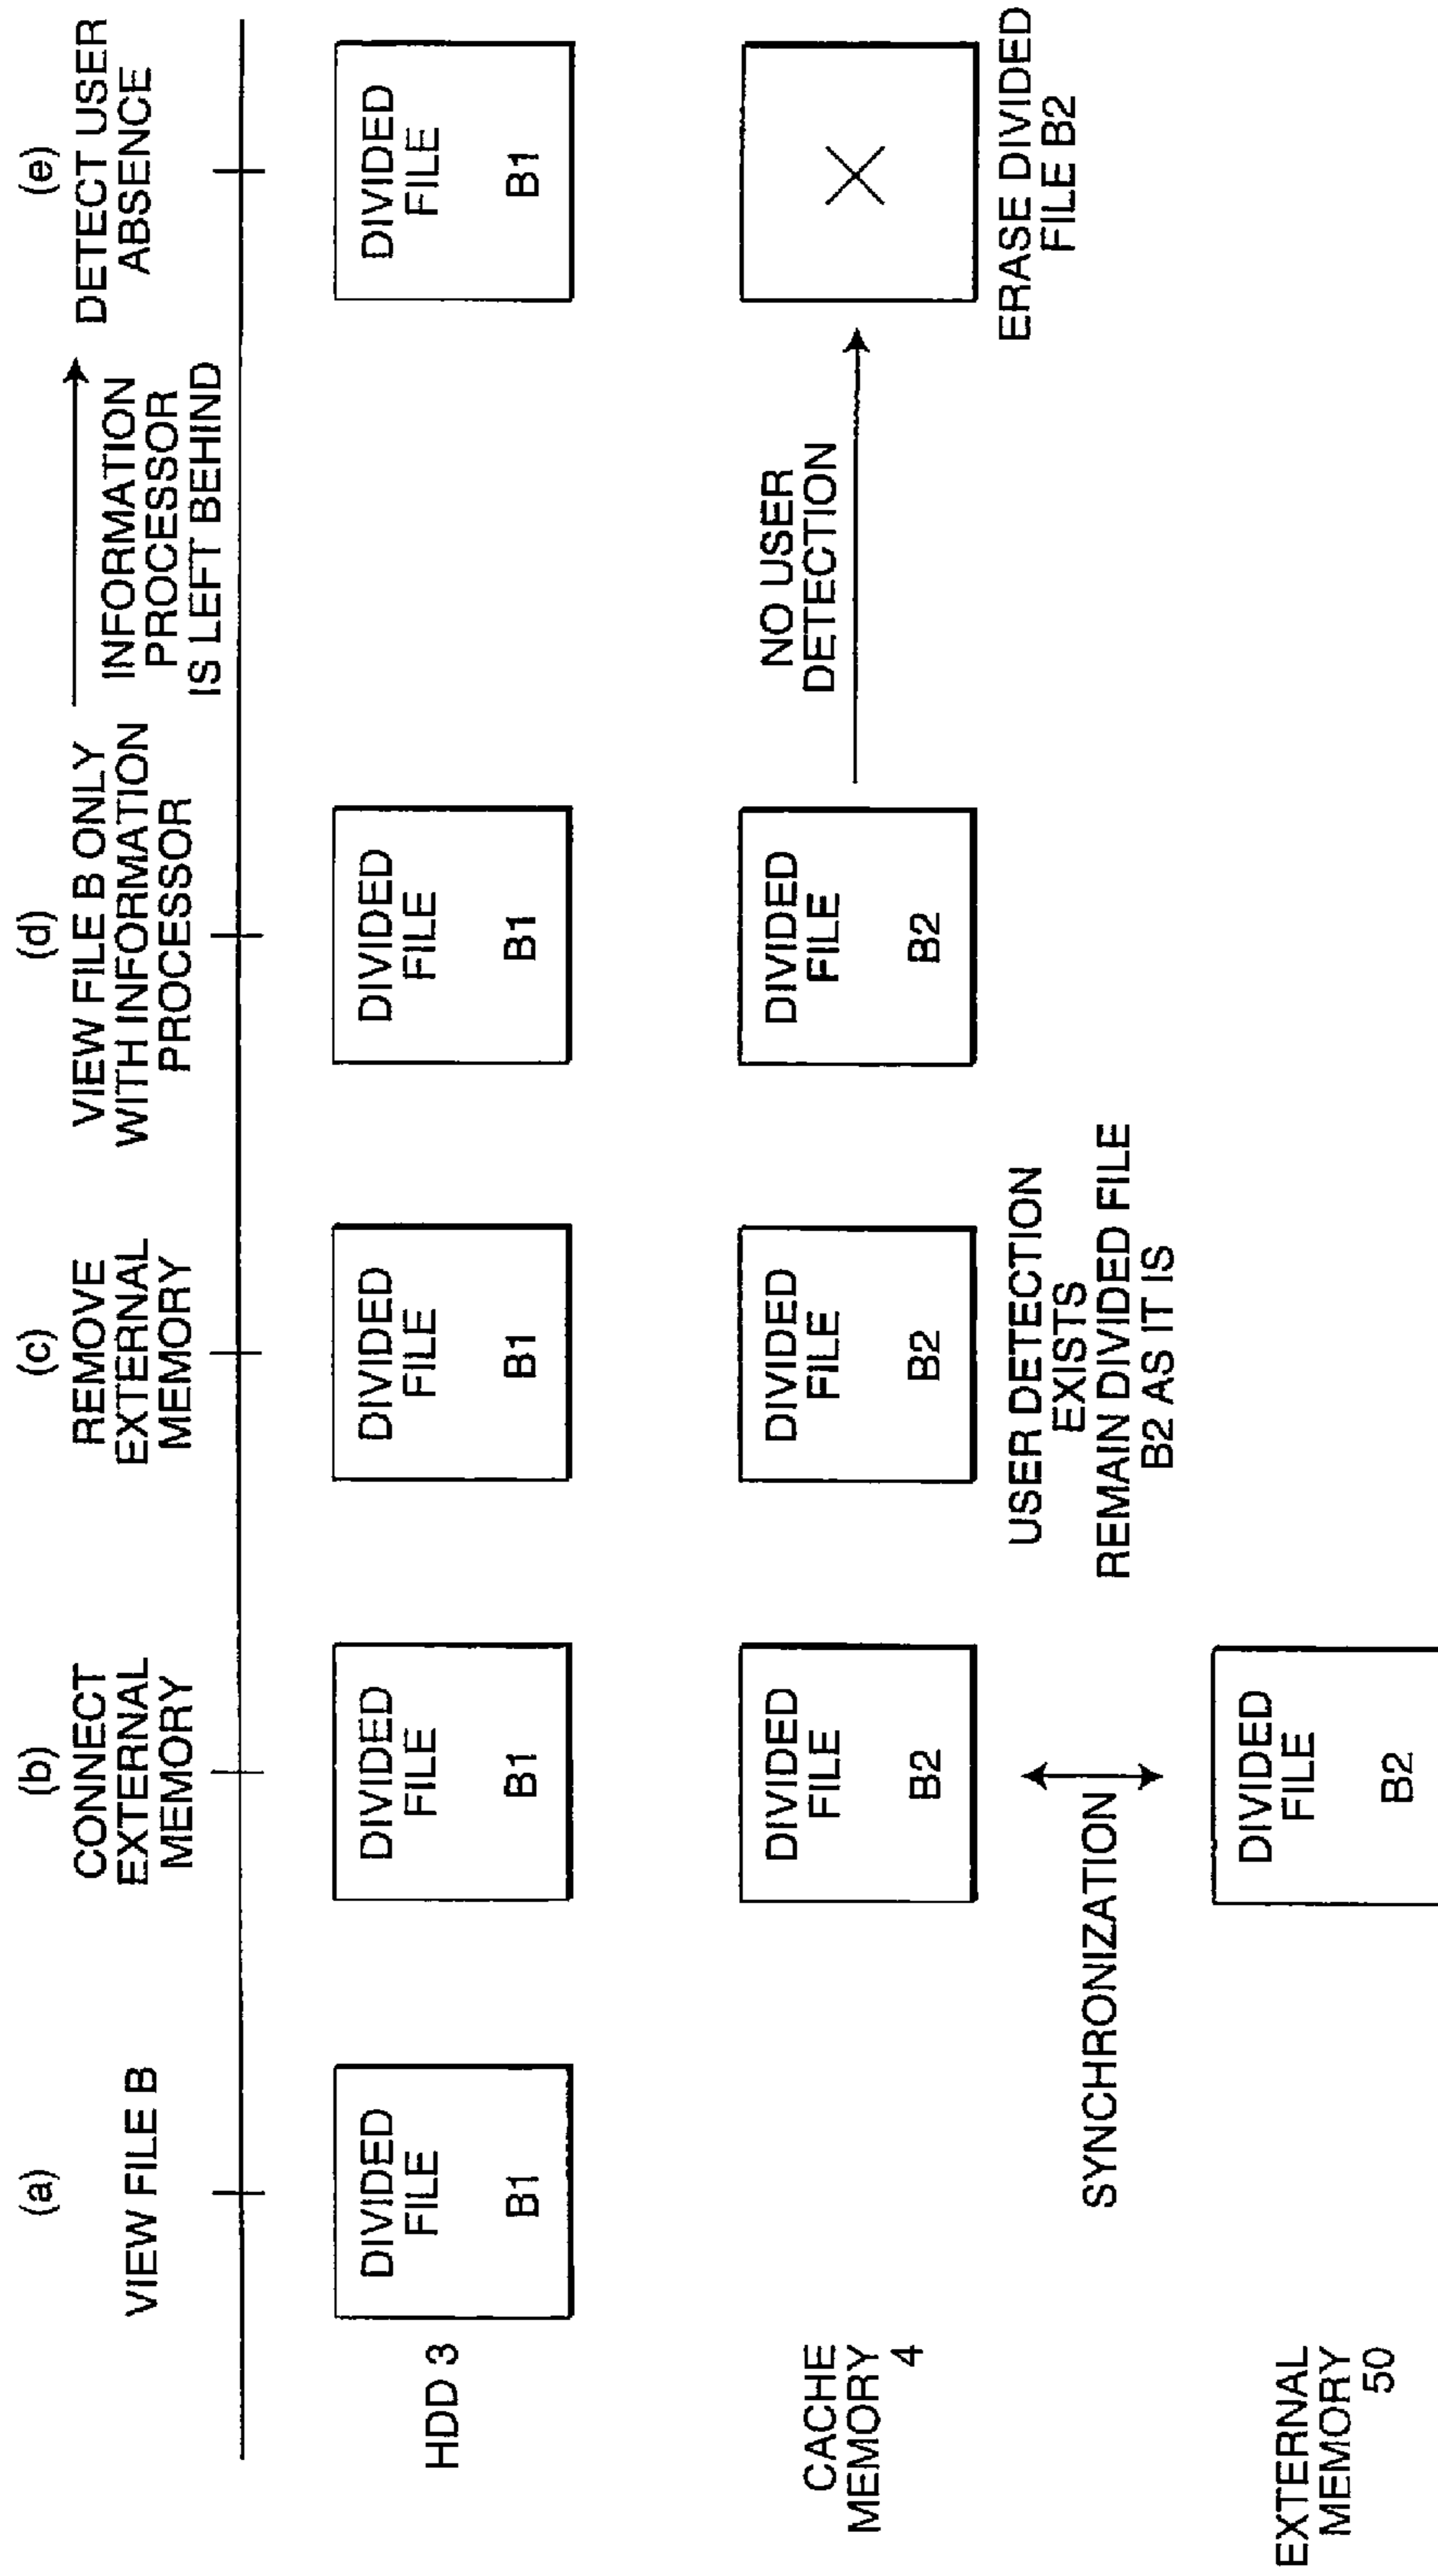 (a)
VIEW FILE B
(b)
CONNECT
EXTERNAL
MEMORY
(c)
REMOVE
EXTERNAL
MEMORY
(d)
VIEW FILE B ONLY
WITH INFORMATION
PROCESSOR
INFORMATION
PROCESSOR
IS LEFT BEHIND
(e)
DETECT USER
ABSENCE
HDD 3
DIVIDED
FILE
B1
DIVIDED
FILE
B1
DIVIDED
FILE
B1
DIVIDED
FILE
B1
DIVIDED
FILE
B1
CACHE
MEMORY
4
DIVIDED
FILE
B2
DIVIDED
FILE
B2
DIVIDED
FILE
B2
NO USER
DETECTION
SYNCHRONIZATION
USER DETECTION
EXISTS
REMAIN DIVIDED FILE
B2 AS IT IS
ERASE DIVIDED
FILE B2
EXTERNAL
MEMORY
50
DIVIDED
FILE
B2